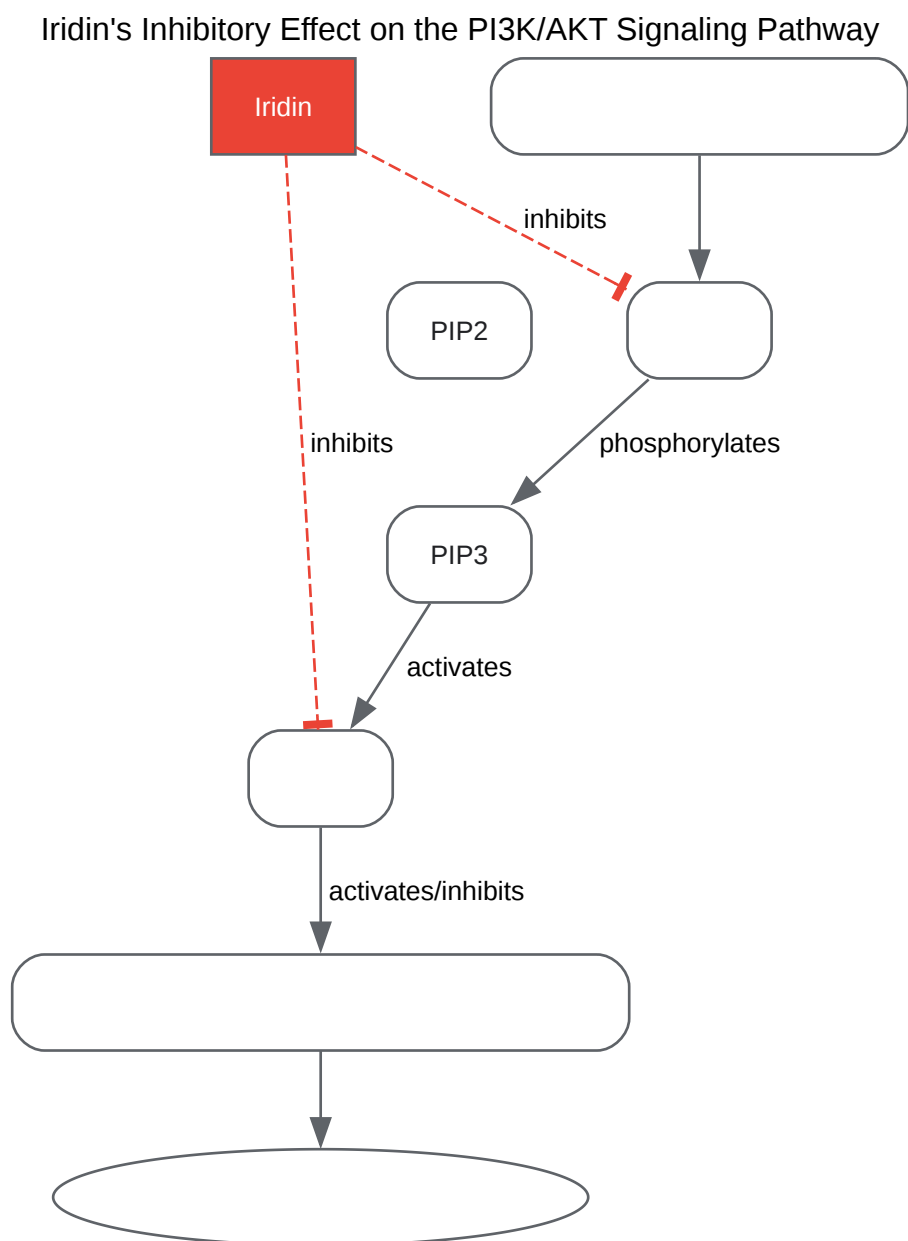 Iridin's Inhibitory Effect on the PI3K/AKT Signaling Pathway
Iridin
inhibits
PIP2
inhibits
phosphorylates
PIP3
activates
activates/inhibits